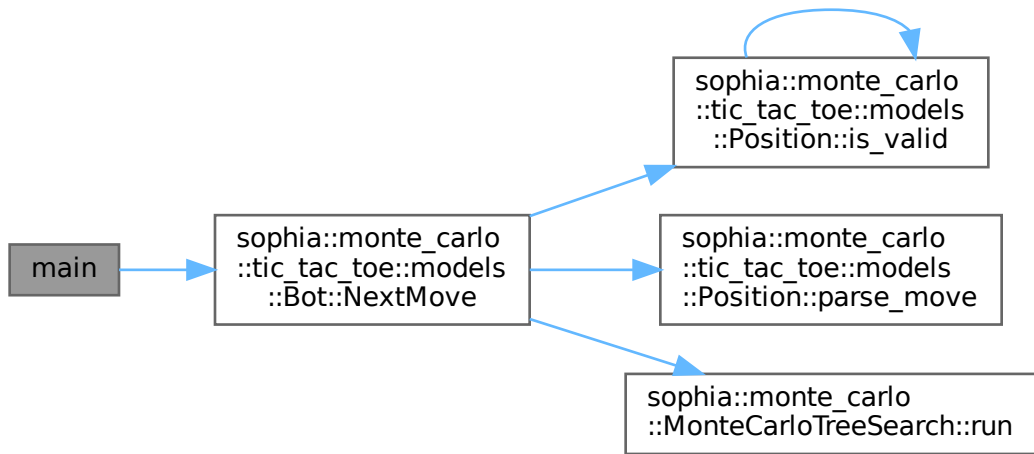 main
sophia::monte_carlo
::tic_tac_toe::models
::Bot::NextMove
sophia::monte_carlo
::tic_tac_toe::models
::Position::is_valid
sophia::monte_carlo
::tic_tac_toe::models
::Position::parse_move
sophia::monte_carlo
::MonteCarloTreeSearch::run